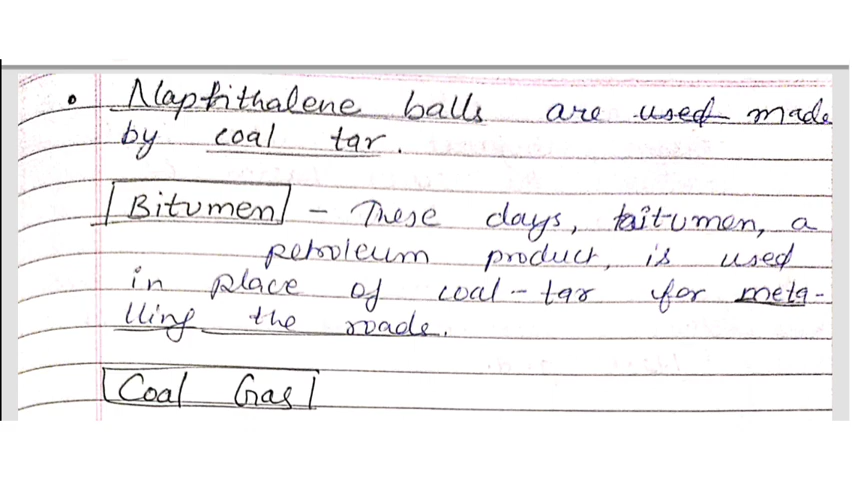 • Napthithalene balls are used made
by coal tar.
Bitumen - These days, bitumen, a
petroleum product, is used
in place of coal-tar for meta-
lling the roade.
Coal Gas